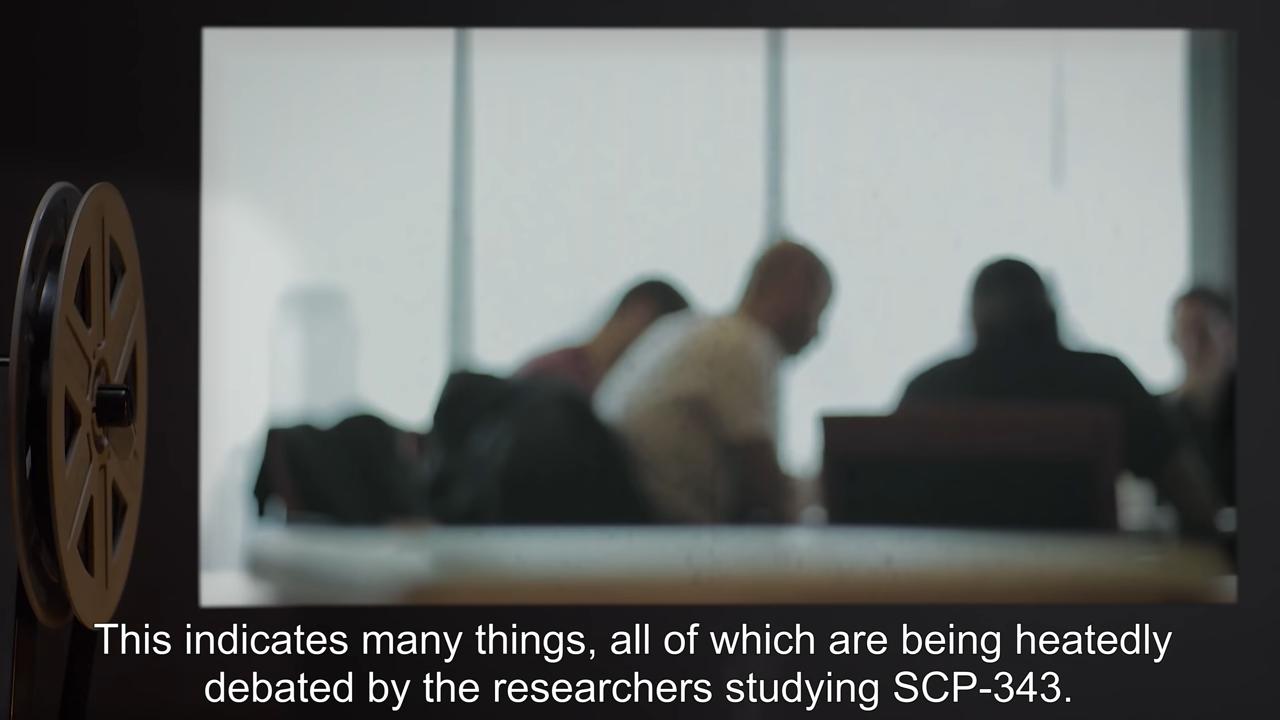 This indicates many things, all of which are being heatedly
debated by the researchers studying SCP-343.